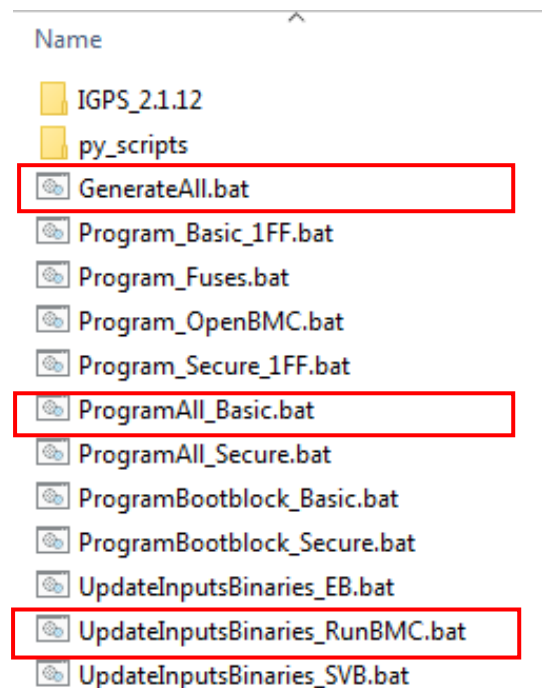 Name
IGPS_2.1.12
py_scripts
GenerateAll.bat
Program_Basic_1FF.bat
Program_Fuses.bat
Program_OpenBMC.bat
Program_Secure_1FF.bat
ProgramAll_Basic.bat
ProgramAll_Secure.bat
ProgramBootblock_Basic.bat
ProgramBootblock_Secure.bat
UpdateInputsBinaries_EB.bat
UpdateInputsBinaries_RunBMC.bat
UpdateInputsBinaries_SVB.bat